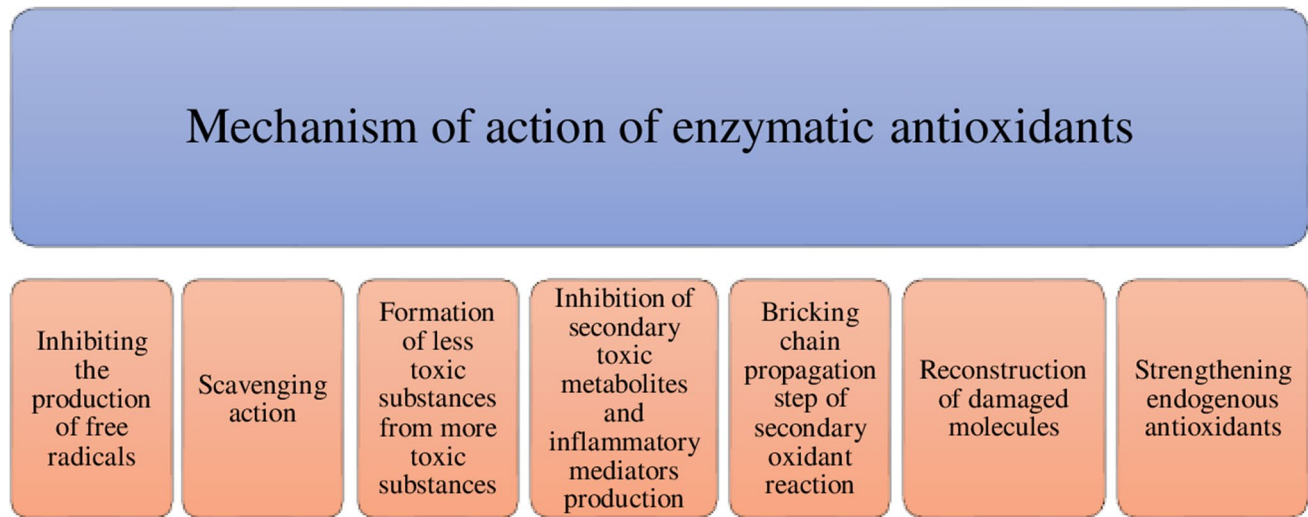 Mechanism of action of enzymatic antioxidants
Inhibiting
the
production
of free
radicals
Scavenging
action
Formation
of less
toxic
substances
from more
toxic
substances
Inhibition of
secondary
toxic
metabolites
and
inflammatory
mediators
production
Bricking
chain
propagation
step of
secondary
oxidant
reaction
Reconstruction
of damaged
molecules
Strengthening
endogenous
antioxidants